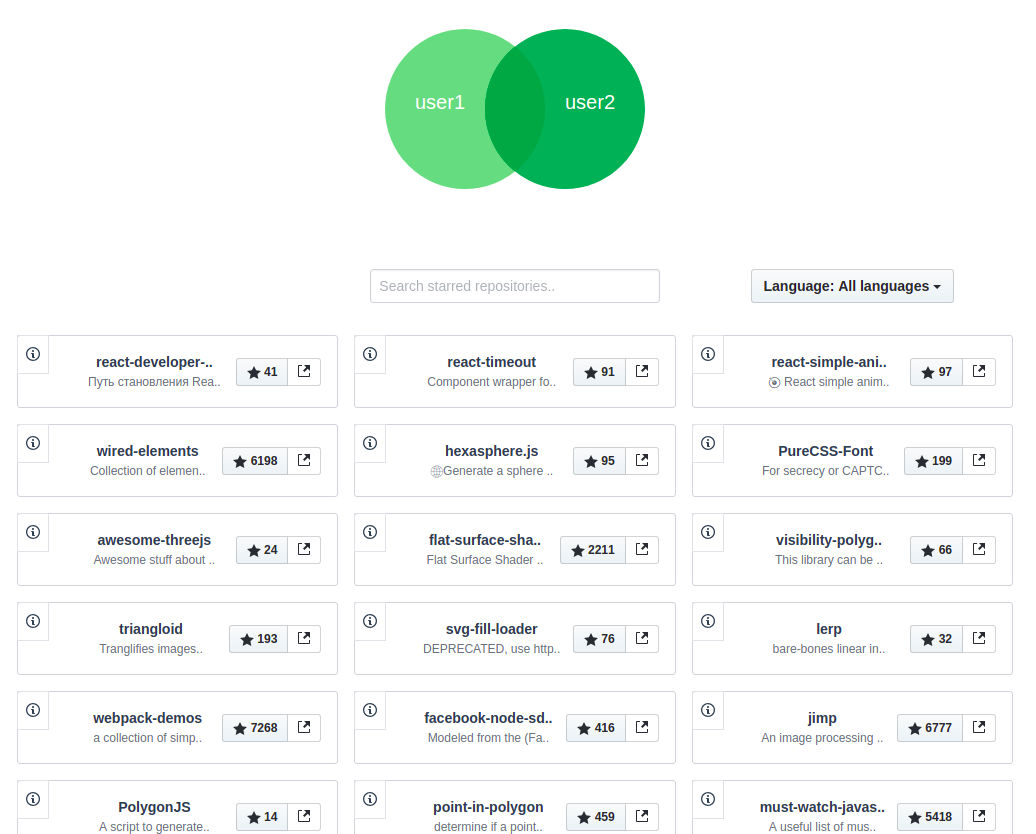 user1 user2
Search starred repositories..
Language: All languages
react-developer-..
Путь становления Rea..
41
react-timeout
Component wrapper fo..
91
react-simple-ani..
React simple anim..
97
wired-elements
Collection of elemen..
6198
hexasphere.js
Generate a sphere ..
95
PureCSS-Font
For secrecy or CAPTC..
199
awesome-threejs
Awesome stuff about ..
24
flat-surface-sha..
Flat Surface Shader ..
2211
visibility-polyg..
This library can be ..
66
triangloid
Tranglifies images..
193
svg-fill-loader
DEPRECATED, use http..
76
lerp
bare-bones linear in..
32
webpack-demos
a collection of simp..
7268
facebook-node-sd..
Modeled from the (Fa..
416
jimp
An image processing ..
6777
PolygonJS
A script to generate..
14
point-in-polygon
determine if a point..
459
must-watch-javas..
A useful list of mus..
5418